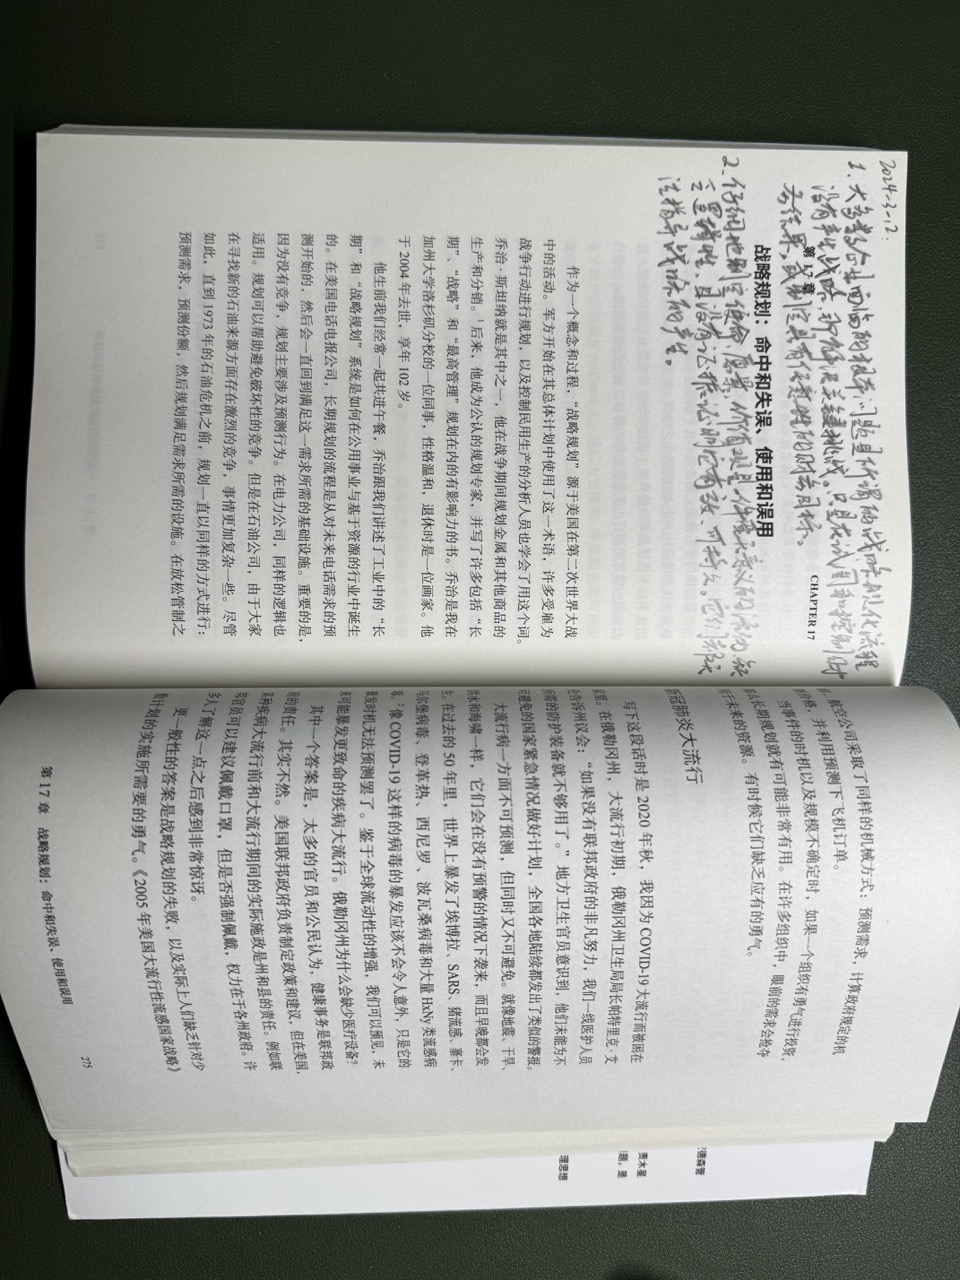 2024-3-12:
1、大多数企业面临的根本问题是所谓的战略规化流程
没有产生战略，即解决关键挑战。只是在试图和控制财
务结果，或制定具有任意性的财务目标。
第 17 章
CHAPTER 17
战略规划：命中和失误、使用和误用
2、仔细地制定使命、愿景、价值观是一件毫无意义的活动，缺
乏逻辑性、且没有证据证明它有效、可持久。它们都无
法指导战略的产生。
作为一个概念和过程，“战略规划”源于美国在第二次世界大战
中的活动。军方开始在其总体计划中使用了这一术语，许多受雇为
战争行动进行规划，以及控制民用生产的分析人员也学会了用这个词。
乔治·斯坦纳就是其中之一，他在战争期间规划金属和其他商品的
生产和分销。1 后来，他成为公认的规划专家，并写了许多包括“长
期”、“战略”和“最高管理”规划在内的有影响力的书。乔治是我在
加州大学洛杉矶分校的一位同事，性格温和，退休时是一位画家。他
于 2004 年去世，享年 102 岁。
他生前我们经常一起共进午餐，乔治跟我们讲述了工业中的“长
期”和“战略规划”系统是如何在公用事业与基于资源的行业中诞生
的。在美国电话电报公司，长期规划的流程是从对未来电话需求的预
测开始的，然后会一直回到满足这一需求所需的基础设施。重要的是，
因为没有竞争，规划主要涉及预测行为。在电力公司，同样的逻辑也
适用。规划可以帮助避免破坏性的竞争。但是在石油公司，由于大家
在寻找新的石油来源方面存在激烈的竞争，事情更加复杂一些。尽管
如此，直到 1973 年的石油危机之前，规划一直以同样的方式进行：
预测需求，预测份额，然后规划满足需求所需的设施。在放松管制之
，航空公司采取了同样的机械方式：预测需求，计算政府规定的机
票价格，并利用预测下飞机订单。
当事件的时机以及规模不确定时，如果一个组织有勇气进行投资，
那么长期规划就有可能非常有用。在许多组织中，眼前的需求会抢夺
用于未来的资源。有时候它们缺乏应有的勇气。
新冠肺炎大流行
写下这段话时是 2020 年秋，我因为 COVID-19 大流行而被困在
家里。在俄勒冈州，大流行初期，俄勒冈州卫生局局长帕特里克·艾
伦告诉州议会：“如果没有联邦政府的非凡努力，我们一线医护人员
所需的防护装备就不够用了。”地方卫生官员意识到，他们未能为不
可避免的国家紧急情况做好计划，全国各地陆续都发出了类似的警报。
大流行病一方面不可预测，但同时又不可避免。就像地震、干旱、
洪水和海啸一样，它们会在没有预警的情况下袭来，而且早晚都会发
生。在过去的 50 年里，世界上暴发了埃博拉、SARS、猪流感、寨卡、
马尔堡病毒、登革热、西尼罗、波瓦桑病毒和大量 HxNy 类流感病
毒。2 像 COVID-19 这样的病毒的暴发应该不会令人意外，只是它的
暴发时机无法预测罢了。鉴于全球流动性的增强，我们可以预见，未
来可能暴发更致命的疾病大流行。俄勒冈州为什么会缺少医疗设备？
其中一个答案是，太多的官员和公民认为，健康事务是联邦政
府的责任。其实不然。美国联邦政府负责制定政策和建议，但在美国，
某种疾病大流行前和大流行期间的实际施政是州和县的责任。例如联
邦官员可以建议佩戴口罩，但是否强制佩戴，权力在于各州政府。许
多人了解这一点之后感到非常惊讶。
更一般性的答案是战略规划的失败，以及实际上人们缺乏针对少
数计划的实施所需要的勇气。《2005 年美国大流行性流感国家战略》
275
第 17 章 战略规划：命中和失误、使用和误用
安德森管
责木星
题，是
理思想